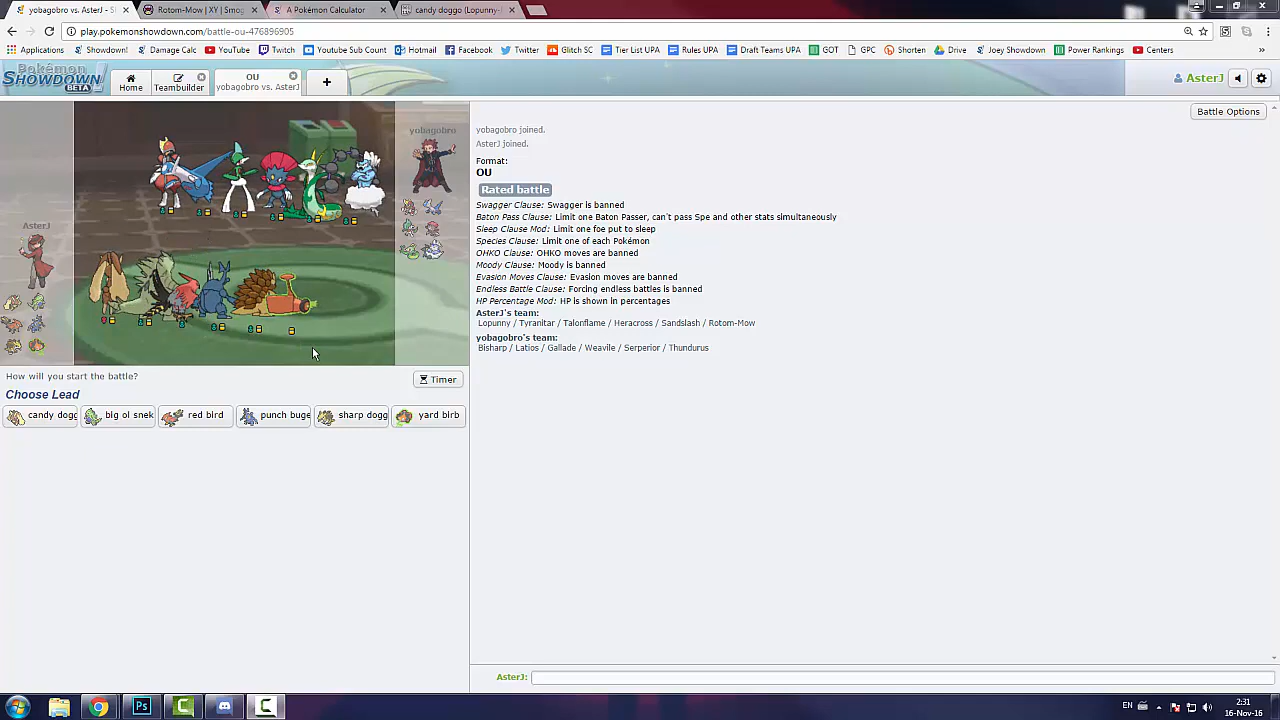 yobagobro vs. AsterJ - S
Rotom-Mow | XY | Smog
A Pokémon Calculator
candy doggo (Lopunny-
play.pokemonshowdown.com/battle-ou-476896905
Applications Showdown! Damage Calc YouTube Twitch Youtube Sub Count Hotmail Facebook Twitter Glitch SC Tier List UPA Rules UPA Draft Teams UPA GOT GPC Shorten Drive Joey Showdown Power Rankings Centers
Pokémon
SHOWDOWN
BETA
Home
Teambuilder
OU
yobagobro vs. AsterJ
AsterJ
yobagobro
AsterJ
Battle Options
yobagobro joined.
AsterJ joined.
Format:
OU
Rated battle
Swagger Clause: Swagger is banned
Baton Pass Clause: Limit one Baton Passer, can't pass Spe and other stats simultaneously
Sleep Clause Mod: Limit one foe put to sleep
Species Clause: Limit one of each Pokémon
OHKO Clause: OHKO moves are banned
Moody Clause: Moody is banned
Evasion Moves Clause: Evasion moves are banned
Endless Battle Clause: Forcing endless battles is banned
HP Percentage Mod: HP is shown in percentages
AsterJ's team:
Lopunny / Tyranitar / Talonflame / Heracross / Sandslash / Rotom-Mow
yobagobro's team:
Bisharp / Latios / Gallade / Weavile / Serperior / Thundurus
How will you start the battle?
Timer
Choose Lead
candy dogg
big ol snek
red bird
punch buge
sharp dogg
yard birb
AsterJ:
Ps
EN
2:31
16-Nov-16